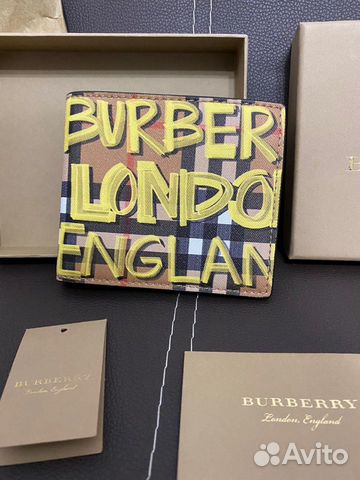 BURBER
LONDO
ENGLAN
BURBERRY
London, England
BURBERRY
London, England
Avito